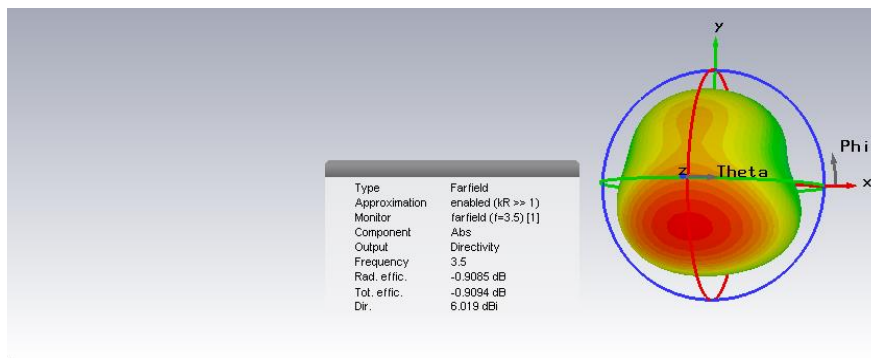 y
Phi
z
Theta
x
Type Farfield
Approximation enabled (kR >> 1)
Monitor farfield (f=3.5) [1]
Component Abs
Output Directivity
Frequency 3.5
Rad. effic. -0.9085 dB
Tot. effic. -0.9094 dB
Dir. 6.019 dBi